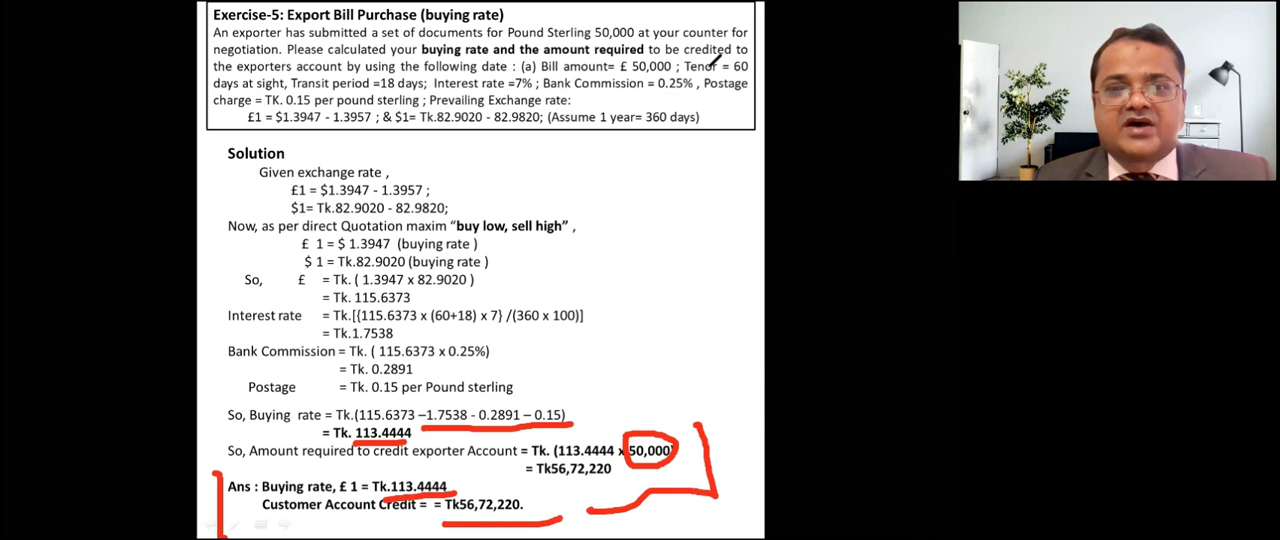 Exercise-5: Export Bill Purchase (buying rate)
An exporter has submitted a set of documents for Pound Sterling 50,000 at your counter for
negotiation. Please calculated your buying rate and the amount required to be credited to
the exporters account by using the following date : (a) Bill amount= £ 50,000 ; Tenor = 60
days at sight, Transit period =18 days; Interest rate =7% ; Bank Commission = 0.25% , Postage
charge = TK. 0.15 per pound sterling ; Prevailing Exchange rate:
£1 = $1.3947 - 1.3957 ; & $1= Tk.82.9020 - 82.9820; (Assume 1 year= 360 days)
Solution
Given exchange rate ,
£1 = $1.3947 - 1.3957 ;
$1= Tk.82.9020 - 82.9820;
Now, as per direct Quotation maxim “buy low, sell high” ,
£ 1 = $ 1.3947 (buying rate )
$ 1 = Tk.82.9020 (buying rate )
So, £ = Tk. ( 1.3947 x 82.9020 )
= Tk. 115.6373
Interest rate = Tk.[{115.6373 x (60+18) x 7} /(360 x 100)]
= Tk.1.7538
Bank Commission = Tk. ( 115.6373 x 0.25%)
= Tk. 0.2891
Postage = Tk. 0.15 per Pound sterling
So, Buying rate = Tk.(115.6373 –1.7538 - 0.2891 – 0.15)
= Tk. 113.4444
So, Amount required to credit exporter Account = Tk. (113.4444 x 50,000)
= Tk56,72,220
Ans : Buying rate, £ 1 = Tk.113.4444
Customer Account Credit = = Tk56,72,220.